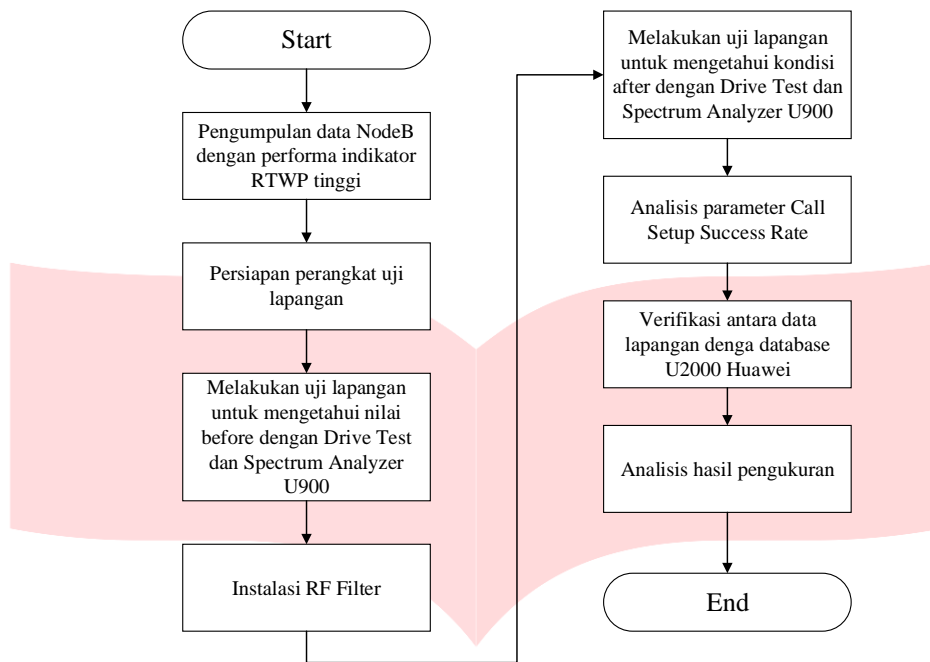 Start
Pengumpulan data NodeB
dengan performa indikator
RTWP tinggi
Persiapan perangkat uji
lapangan
Melakukan uji lapangan
untuk mengetahui nilai
before dengan Drive Test
dan Spectrum Analyzer
U900
Instalasi RF Filter
Melakukan uji lapangan
untuk mengetahui kondisi
after dengan Drive Test dan
Spectrum Analyzer U900
Analisis parameter Call
Setup Success Rate
Verifikasi antara data
lapangan denga database
U2000 Huawei
Analisis hasil pengukuran
End